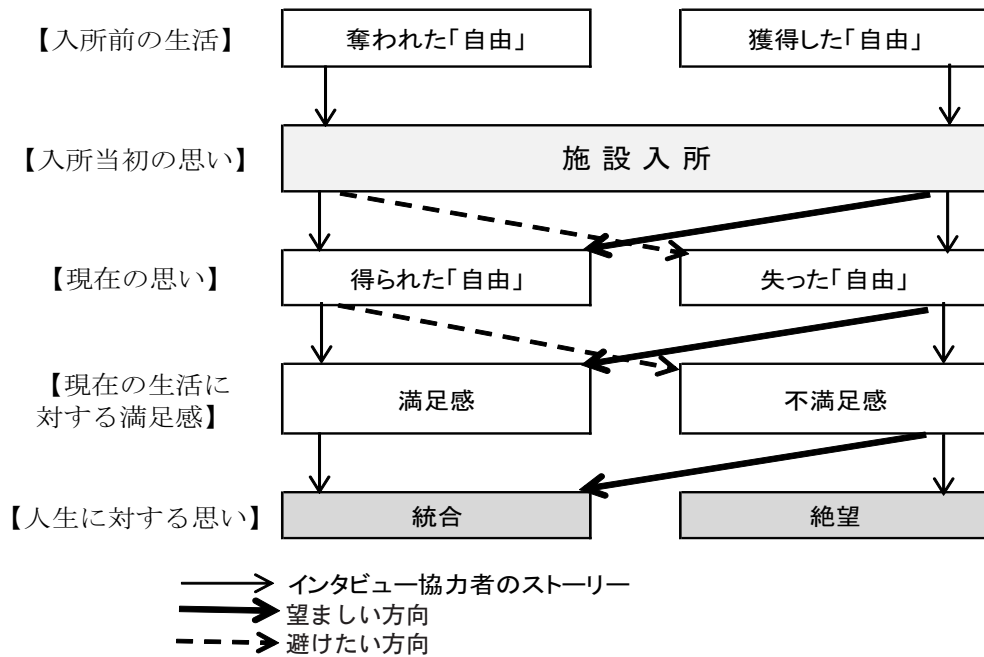 【入所前の生活】
奪われた「自由」
獲得した「自由」
【入所当初の思い】
施設入所
【現在の思い】
得られた「自由」
失った「自由」
【現在の生活に
対する満足感】
満足感
不満足感
【人生に対する思い】
統合
絶望
インタビュー協力者のストーリー
望ましい方向
避けたい方向